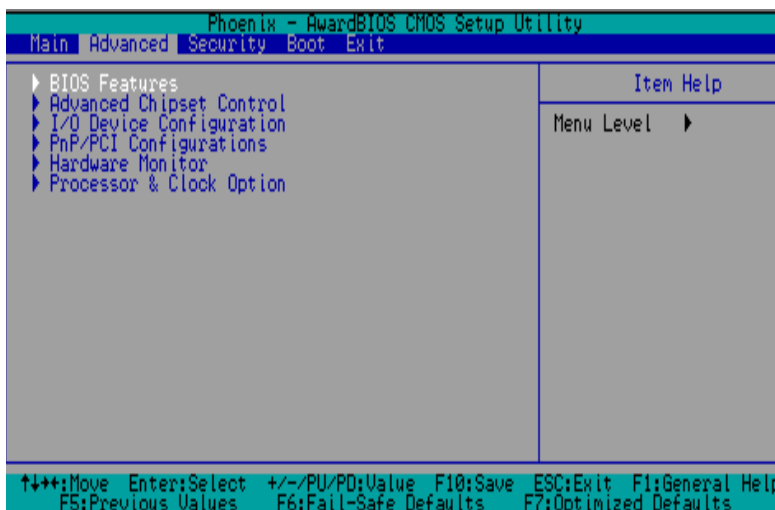 Phoenix - AwardBIOS CMOS Setup Utility
Main Advanced Security Boot Exit
BIOS Features
Advanced Chipset Control
I/O Device Configuration
PnP/PCI Configurations
Hardware Monitor
Processor & Clock Option
Item Help
Menu Level
↑↓→←:Move Enter:Select +/-/PU/PD:Value F10:Save ESC:Exit F1:General Help
F5:Previous Values F6:Fail-Safe Defaults F7:Optimized Defaults